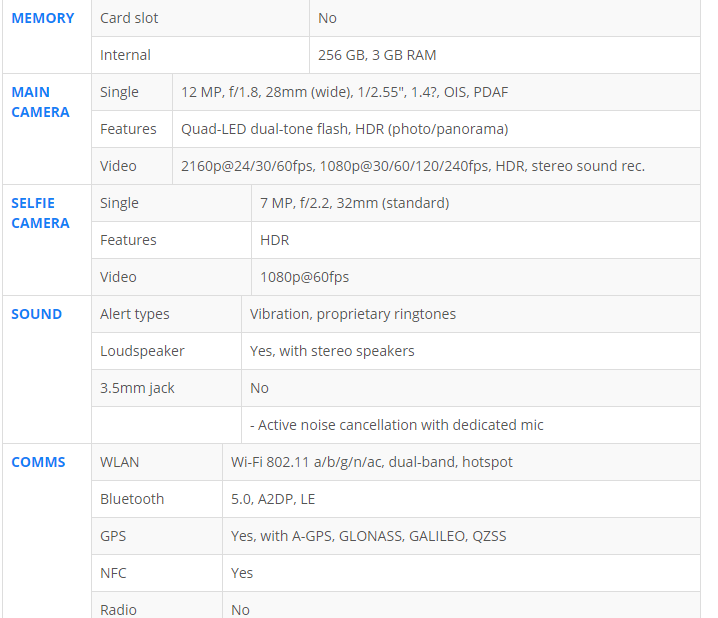 MEMORY Card slot No
Internal 256 GB, 3 GB RAM
MAIN CAMERA Single 12 MP, f/1.8, 28mm (wide), 1/2.55", 1.4?, OIS, PDAF
Features Quad-LED dual-tone flash, HDR (photo/panorama)
Video 2160p@24/30/60fps, 1080p@30/60/120/240fps, HDR, stereo sound rec.
SELFIE CAMERA Single 7 MP, f/2.2, 32mm (standard)
Features HDR
Video 1080p@60fps
SOUND Alert types Vibration, proprietary ringtones
Loudspeaker Yes, with stereo speakers
3.5mm jack No
- Active noise cancellation with dedicated mic
COMMS WLAN Wi-Fi 802.11 a/b/g/n/ac, dual-band, hotspot
Bluetooth 5.0, A2DP, LE
GPS Yes, with A-GPS, GLONASS, GALILEO, QZSS
NFC Yes
Radio No